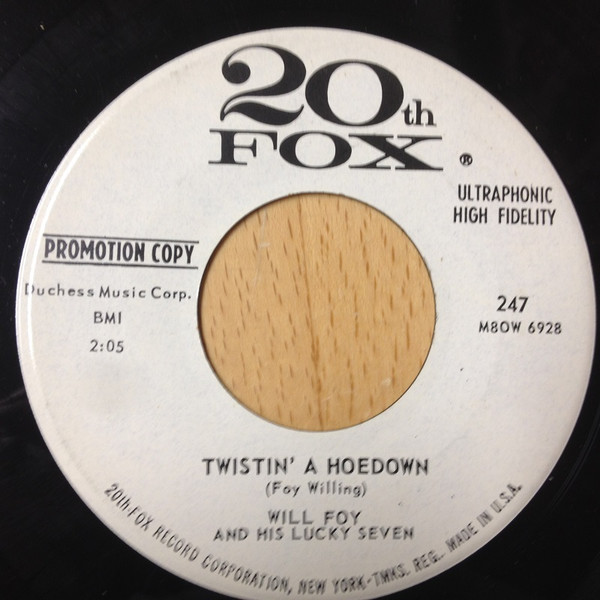 20th
FOX ®
ULTRAPHONIC
HIGH FIDELITY
PROMOTION COPY
Duchess Music Corp.
BMI
2:05
247
M8OW 6928
TWISTIN' A HOEDOWN
(Foy Willing)
WILL FOY
AND HIS LUCKY SEVEN
20th-FOX RECORD CORPORATION, NEW YORK-TMKS. REG. MADE IN U.S.A.